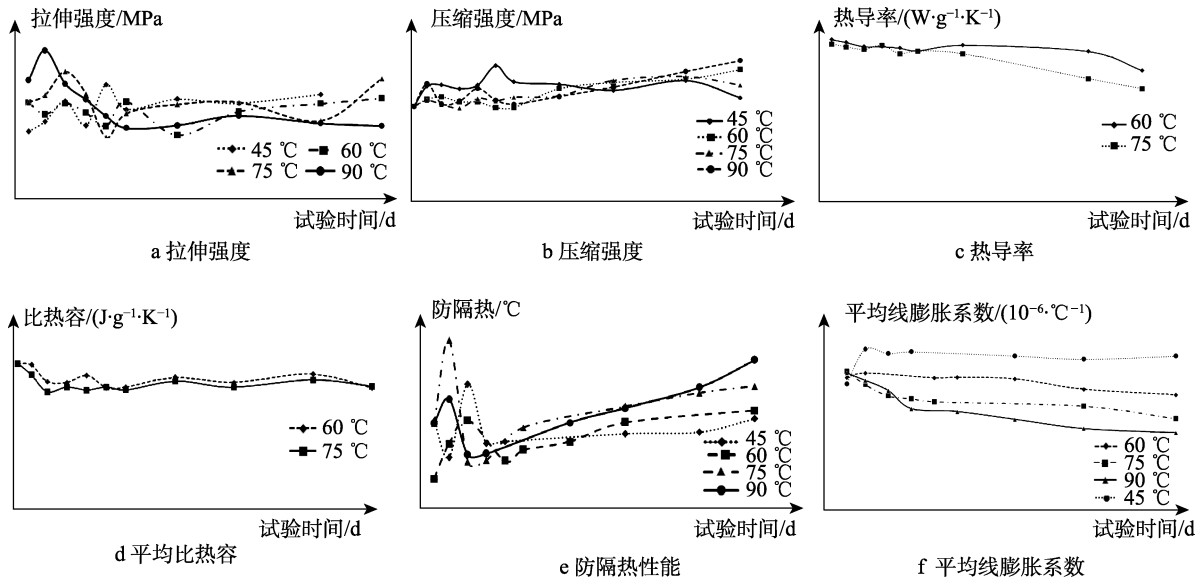 拉伸强度/MPa
45 ℃
60 ℃
75 ℃
90 ℃
试验时间/d
a 拉伸强度
压缩强度/MPa
45 ℃
60 ℃
75 ℃
90 ℃
试验时间/d
b 压缩强度
热导率/(W·g⁻¹·K⁻¹)
60 ℃
75 ℃
试验时间/d
c 热导率
比热容/(J·g⁻¹·K⁻¹)
60 ℃
75 ℃
试验时间/d
d 平均比热容
防隔热/℃
45 ℃
60 ℃
75 ℃
90 ℃
试验时间/d
e 防隔热性能
平均线膨胀系数/(10⁻⁶·℃⁻¹)
60 ℃
75 ℃
90 ℃
45 ℃
试验时间/d
f 平均线膨胀系数